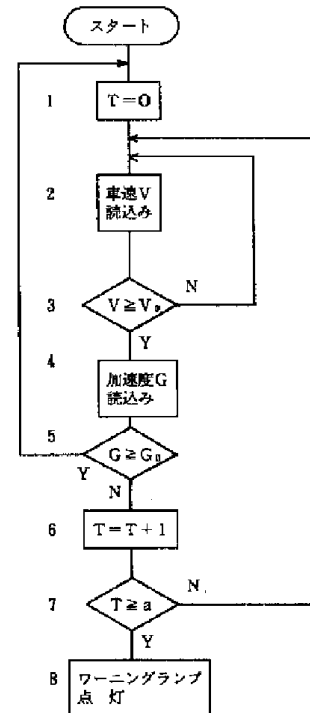 スタート
1
T=0
2
車速V
読込み
3
V≧V₀
N
Y
4
加速度G
読込み
5
G≧G₀
Y
N
6
T=T+1
7
T≧a
N
Y
8
ワーニングランプ
点 灯